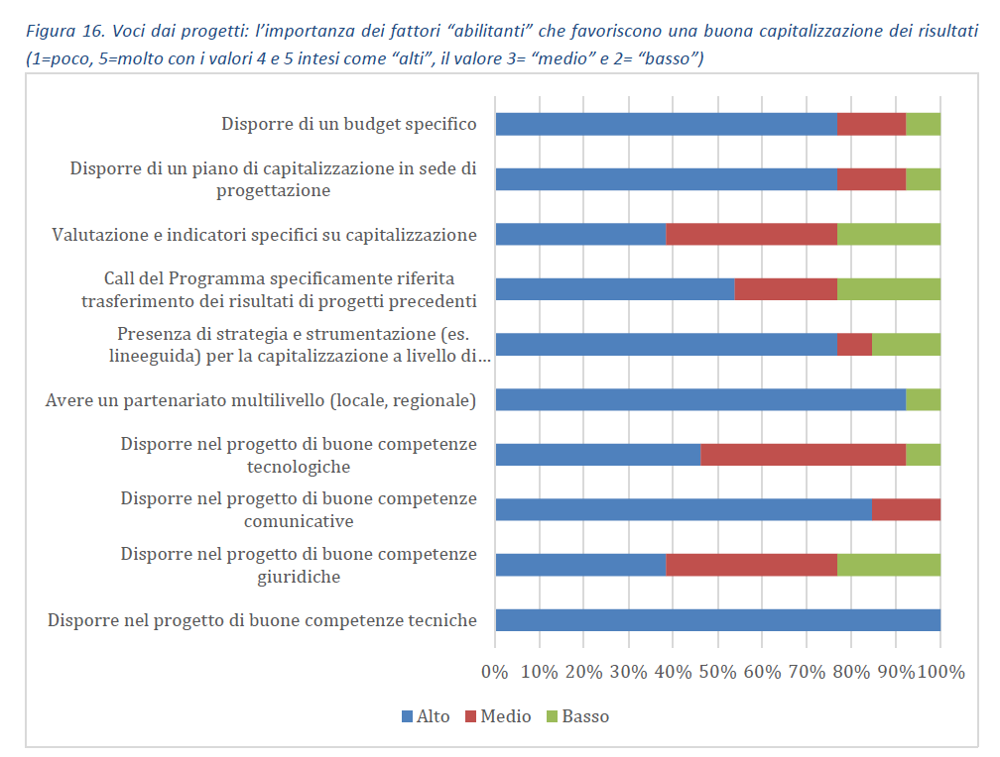 Figura 16. Voci dai progetti: l’importanza dei fattori “abilitanti” che favoriscono una buona capitalizzazione dei risultati
(1=poco, 5=molto con i valori 4 e 5 intesi come “alti”, il valore 3= “medio” e 2= “basso”)
Disporre di un budget specifico
Disporre di un piano di capitalizzazione in sede di
progettazione
Valutazione e indicatori specifici su capitalizzazione
Call del Programma specificamente riferita
trasferimento dei risultati di progetti precedenti
Presenza di strategia e strumentazione (es.
lineeguida) per la capitalizzazione a livello di…
Avere un partenariato multilivello (locale, regionale)
Disporre nel progetto di buone competenze
tecnologiche
Disporre nel progetto di buone competenze
comunicative
Disporre nel progetto di buone competenze
giuridiche
Disporre nel progetto di buone competenze tecniche
0% 10% 20% 30% 40% 50% 60% 70% 80% 90% 100%
Alto Medio Basso